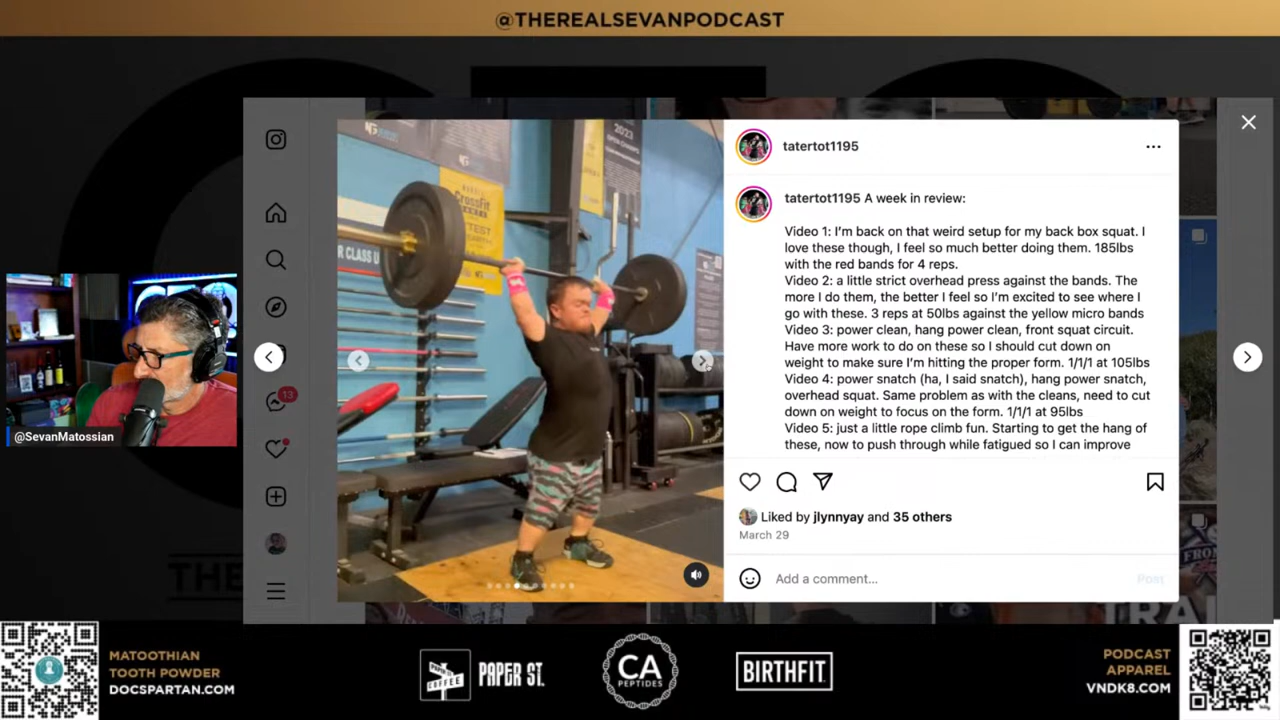 @THEREALSEVANPODCAST
2023
CrossFit
R CLASS
tatertot1195
tatertot1195 A week in review:
Video 1: I'm back on that weird setup for my back box squat. I
love these though, I feel so much better doing them. 185lbs
with the red bands for 4 reps.
Video 2: a little strict overhead press against the bands. The
more I do them, the better I feel so I'm excited to see where I
go with these. 3 reps at 50lbs against the yellow micro bands
Video 3: power clean, hang power clean, front squat circuit.
Have more work to do on these so I should cut down on
weight to make sure I'm hitting the proper form. 1/1/1 at 105lbs
Video 4: power snatch (ha, I said snatch), hang power snatch,
overhead squat. Same problem as with the cleans, need to cut
down on weight to focus on the form. 1/1/1 at 95lbs
Video 5: just a little rope climb fun. Starting to get the hang of
these, now to push through while fatigued so I can improve
13
Liked by jlynnyay and 35 others
March 29
Add a comment...
Post
@SevanMatossian
THE
TRA
MATOOTHIAN
TOOTH POWDER
DOCSPARTAN.COM
PAPER ST.
COFFEE
CA
PEPTIDES
BIRTHFIT
PODCAST
APPAREL
VNDK8.COM